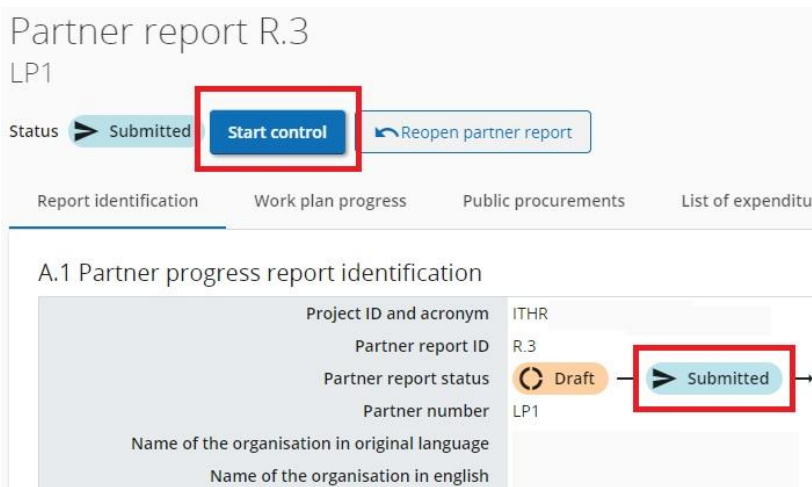 Partner report R.3
LP1
Status Submitted Start control Reopen partner report
Report identification Work plan progress Public procurements List of expenditu
A.1 Partner progress report identification
Project ID and acronym ITHR
Partner report ID R.3
Partner report status Draft Submitted
Partner number LP1
Name of the organisation in original language
Name of the organisation in english